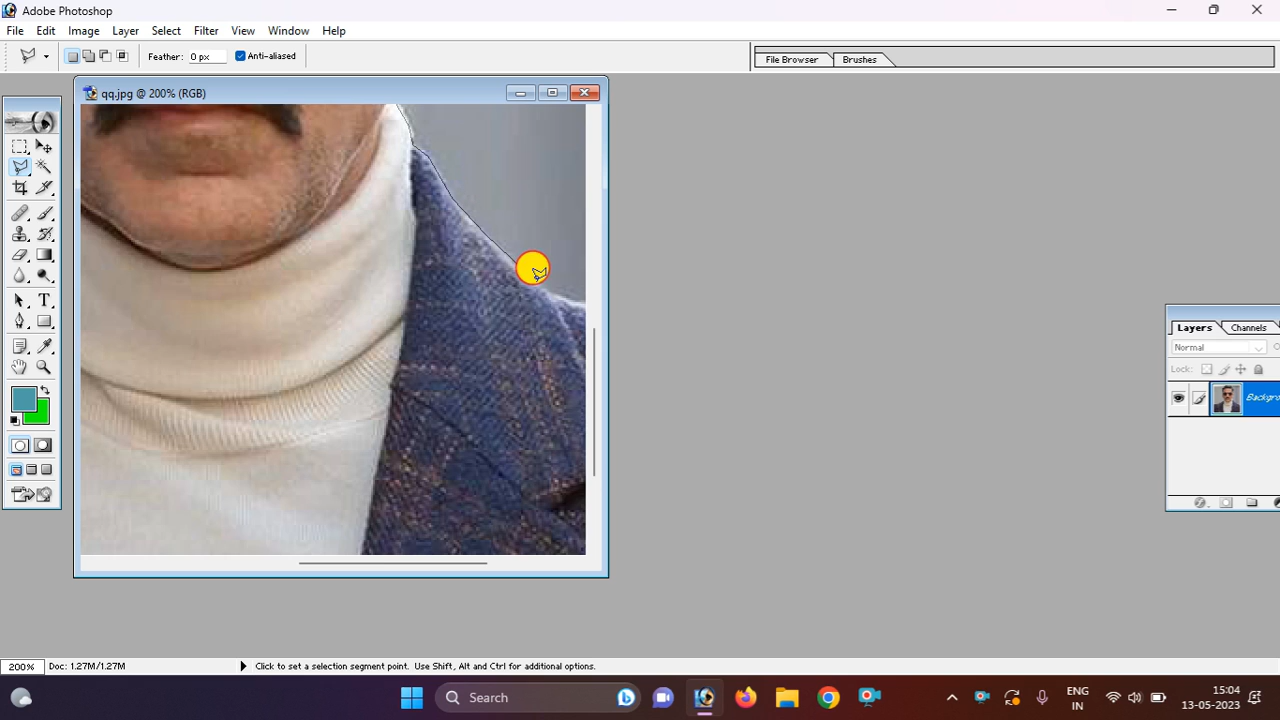 Adobe Photoshop
File Edit Image Layer Select Filter View Window Help
Feather: 0 px Anti-aliased File Browser Brushes
qq.jpg @ 200% (RGB)
Layers Channels
Normal
Lock:
Backgro
200% Doc: 1.27M/1.27M Click to set a selection segment point. Use Shift, Alt and Ctrl for additional options.
Search
ENG
IN
15:04
13-05-2023